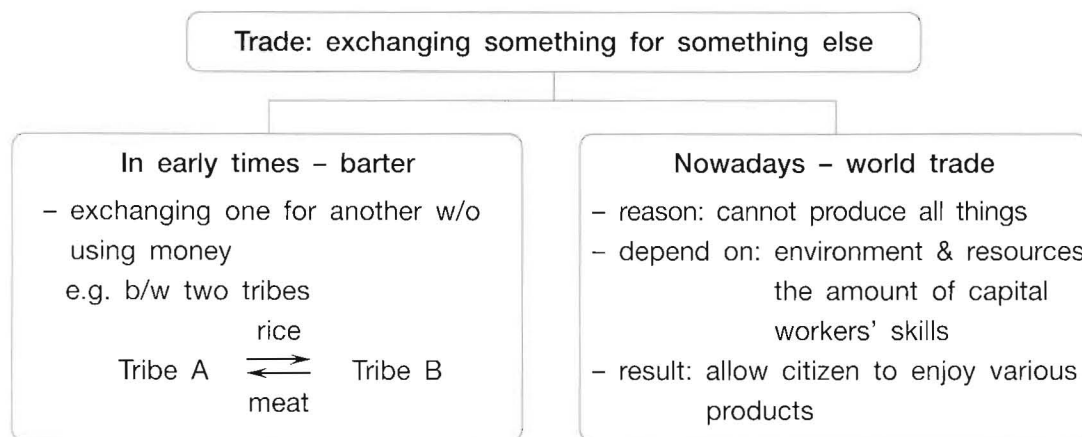 Trade: exchanging something for something else
In early times – barter
– exchanging one for another w/o
using money
e.g. b/w two tribes
rice
Tribe A Tribe B
meat
Nowadays – world trade
– reason: cannot produce all things
– depend on: environment & resources
the amount of capital
workers' skills
– result: allow citizen to enjoy various
products